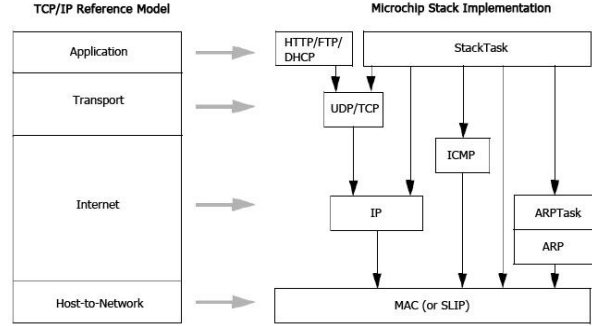 TCP/IP Reference Model
Microchip Stack Implementation
Application
HTTP/FTP/
DHCP
StackTask
Transport
UDP/TCP
ICMP
Internet
IP
ARPTask
ARP
Host-to-Network
MAC (or SLIP)